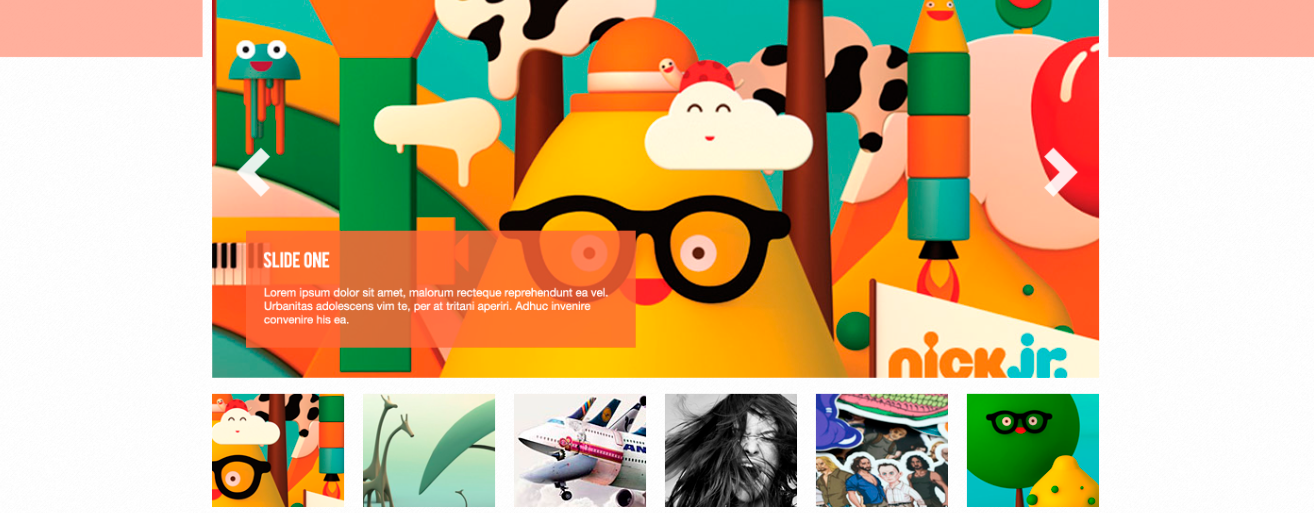 SLIDE ONE
Lorem ipsum dolor sit amet, malorum recteque reprehendunt ea vel.
Urbanitas adolescens vim te, per at tritani aperiri. Adhuc invenire
convenire his ea.
nick jr.
AN